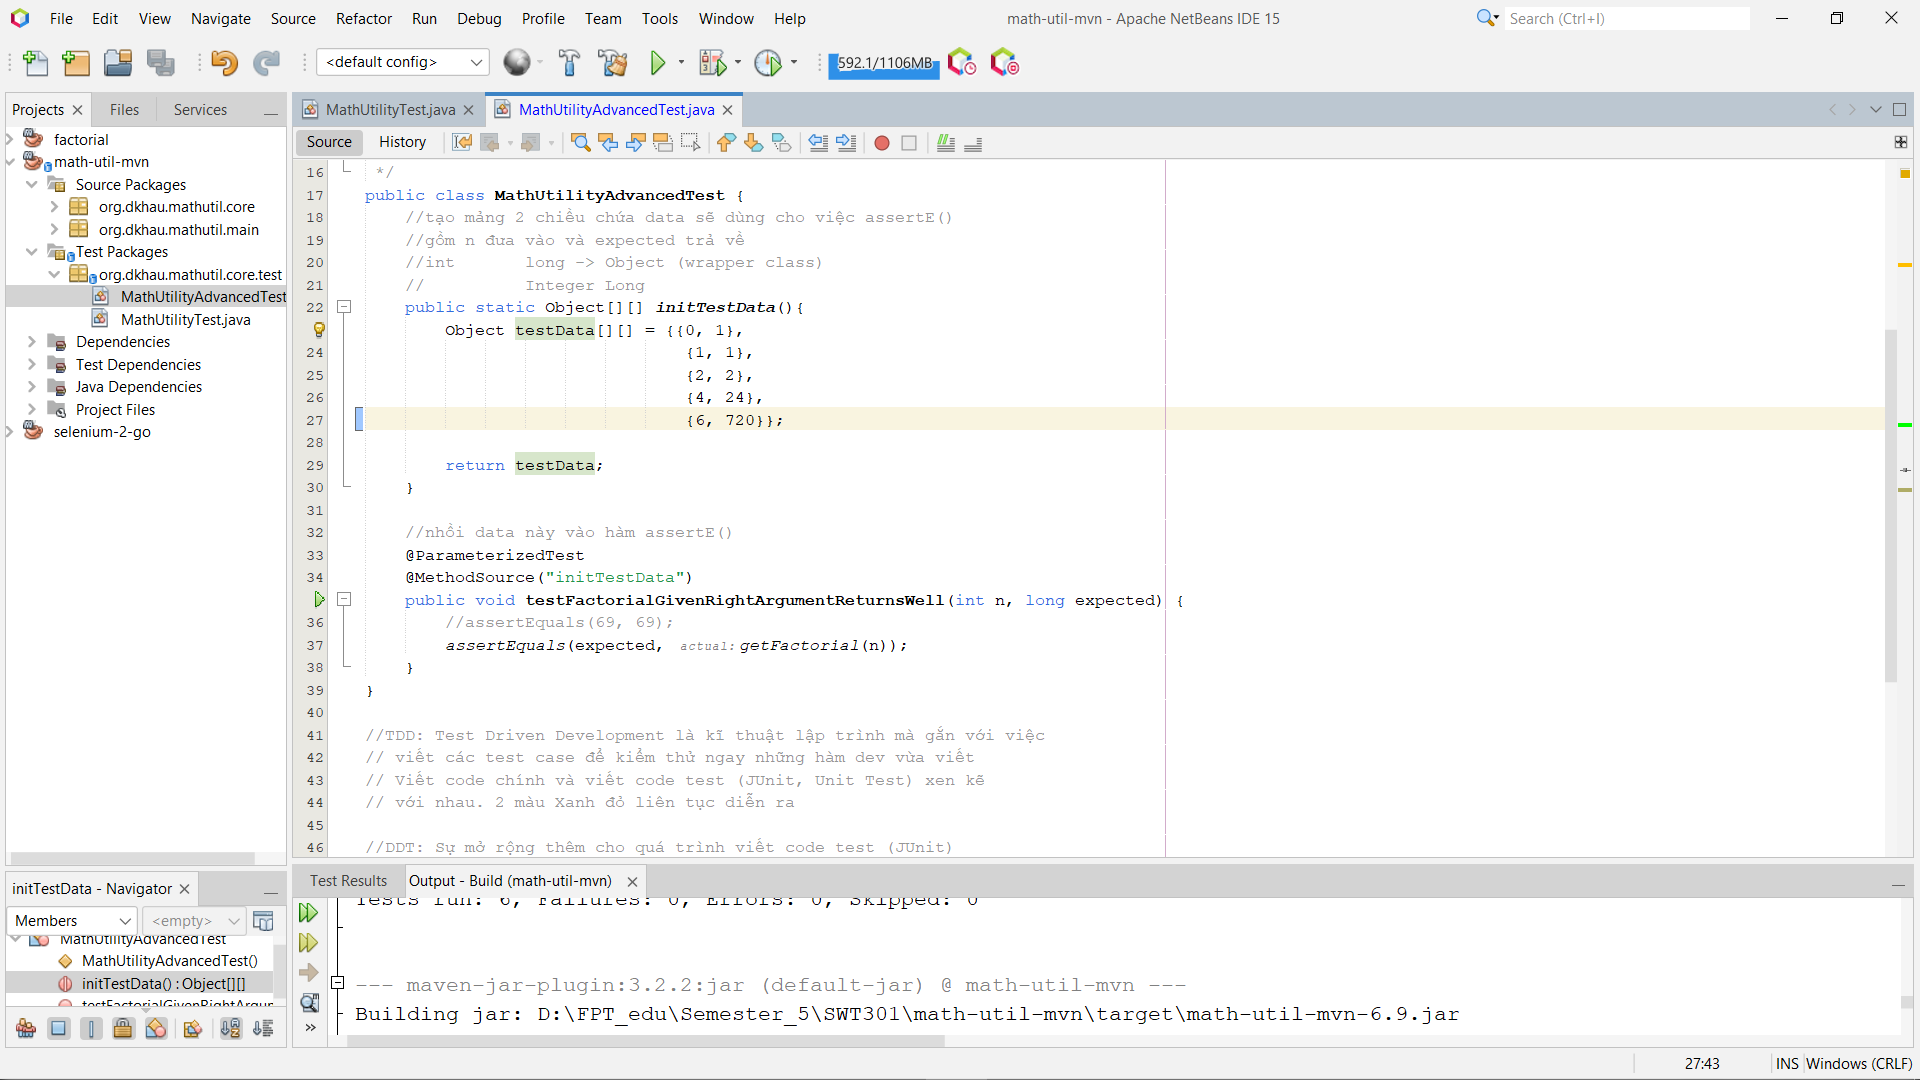 File Edit View Navigate Source Refactor Run Debug Profile Team Tools Window Help
math-util-mvn - Apache NetBeans IDE 15
Search (Ctrl+I)
<default config>
592.1/1106MB
Projects Files Services
factorial
math-util-mvn
Source Packages
org.dkhau.mathutil.core
org.dkhau.mathutil.main
Test Packages
org.dkhau.mathutil.core.test
MathUtilityAdvancedTest
MathUtilityTest.java
Dependencies
Test Dependencies
Java Dependencies
Project Files
selenium-2-go
MathUtilityTest.java MathUtilityAdvancedTest.java
Source History
16 */
17 public class MathUtilityAdvancedTest {
18 //tạo mảng 2 chiều chứa data sẽ dùng cho việc assertE()
19 //gồm n đưa vào và expected trả về
20 //int long -> Object (wrapper class)
21 // Integer Long
22 public static Object[][] initTestData(){
Object testData[][] = {{0, 1},
24 {1, 1},
25 {2, 2},
26 {4, 24},
27 {6, 720}};
28
29 return testData;
30 }
31
32 //nhồi data này vào hàm assertE()
33 @ParameterizedTest
34 @MethodSource("initTestData")
public void testFactorialGivenRightArgumentReturnsWell(int n, long expected) {
36 //assertEquals(69, 69);
37 assertEquals(expected, actual: getFactorial(n));
38 }
39 }
40
41 //TDD: Test Driven Development là kĩ thuật lập trình mà gắn với việc
42 // viết các test case để kiểm thử ngay những hàm dev vừa viết
43 // Viết code chính và viết code test (JUnit, Unit Test) xen kẽ
44 // với nhau. 2 màu Xanh đỏ liên tục diễn ra
45
46 //DDT: Sự mở rộng thêm cho quá trình viết code test (JUnit)
initTestData - Navigator
Members <empty>
MathUtilityAdvancedTest
MathUtilityAdvancedTest()
initTestData() : Object[][]
testFactorialGivenRightArgur
Test Results Output - Build (math-util-mvn)
Tests run: 6, Failures: 0, Errors: 0, Skipped: 0
--- maven-jar-plugin:3.2.2:jar (default-jar) @ math-util-mvn ---
Building jar: D:\FPT_edu\Semester_5\SWT301\math-util-mvn\target\math-util-mvn-6.9.jar
27:43 INS Windows (CRLF)